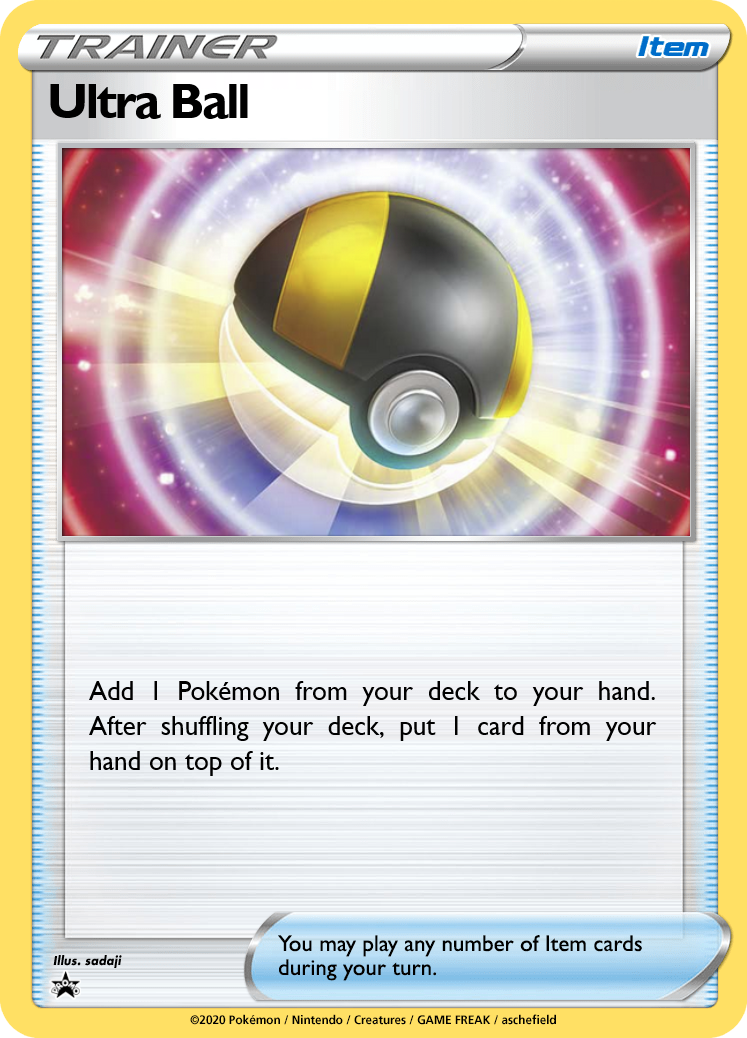 TRAINER
Item
Ultra Ball
Add 1 Pokémon from your deck to your hand.
After shuffling your deck, put 1 card from your
hand on top of it.
You may play any number of Item cards
during your turn.
Illus. sadaji
PROMO
©2020 Pokémon / Nintendo / Creatures / GAME FREAK / aschefield